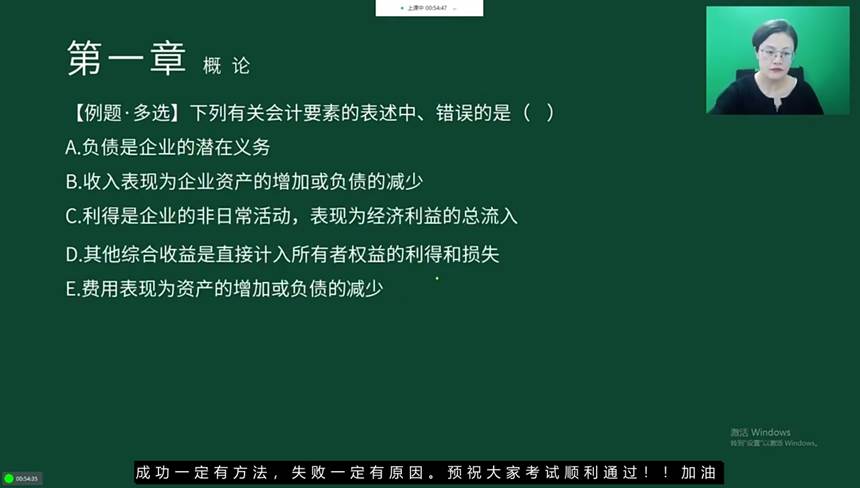 上课中 00:54:47
第一章 概 论
【例题·多选】下列有关会计要素的表述中、错误的是（ ）
A.负债是企业的潜在义务
B.收入表现为企业资产的增加或负债的减少
C.利得是企业的非日常活动，表现为经济利益的总流入
D.其他综合收益是直接计入所有者权益的利得和损失
E.费用表现为资产的增加或负债的减少
激活 Windows
转到"设置"以激活 Windows。
00:54:35
成功一定有方法，失败一定有原因。预祝大家考试顺利通过！！加油